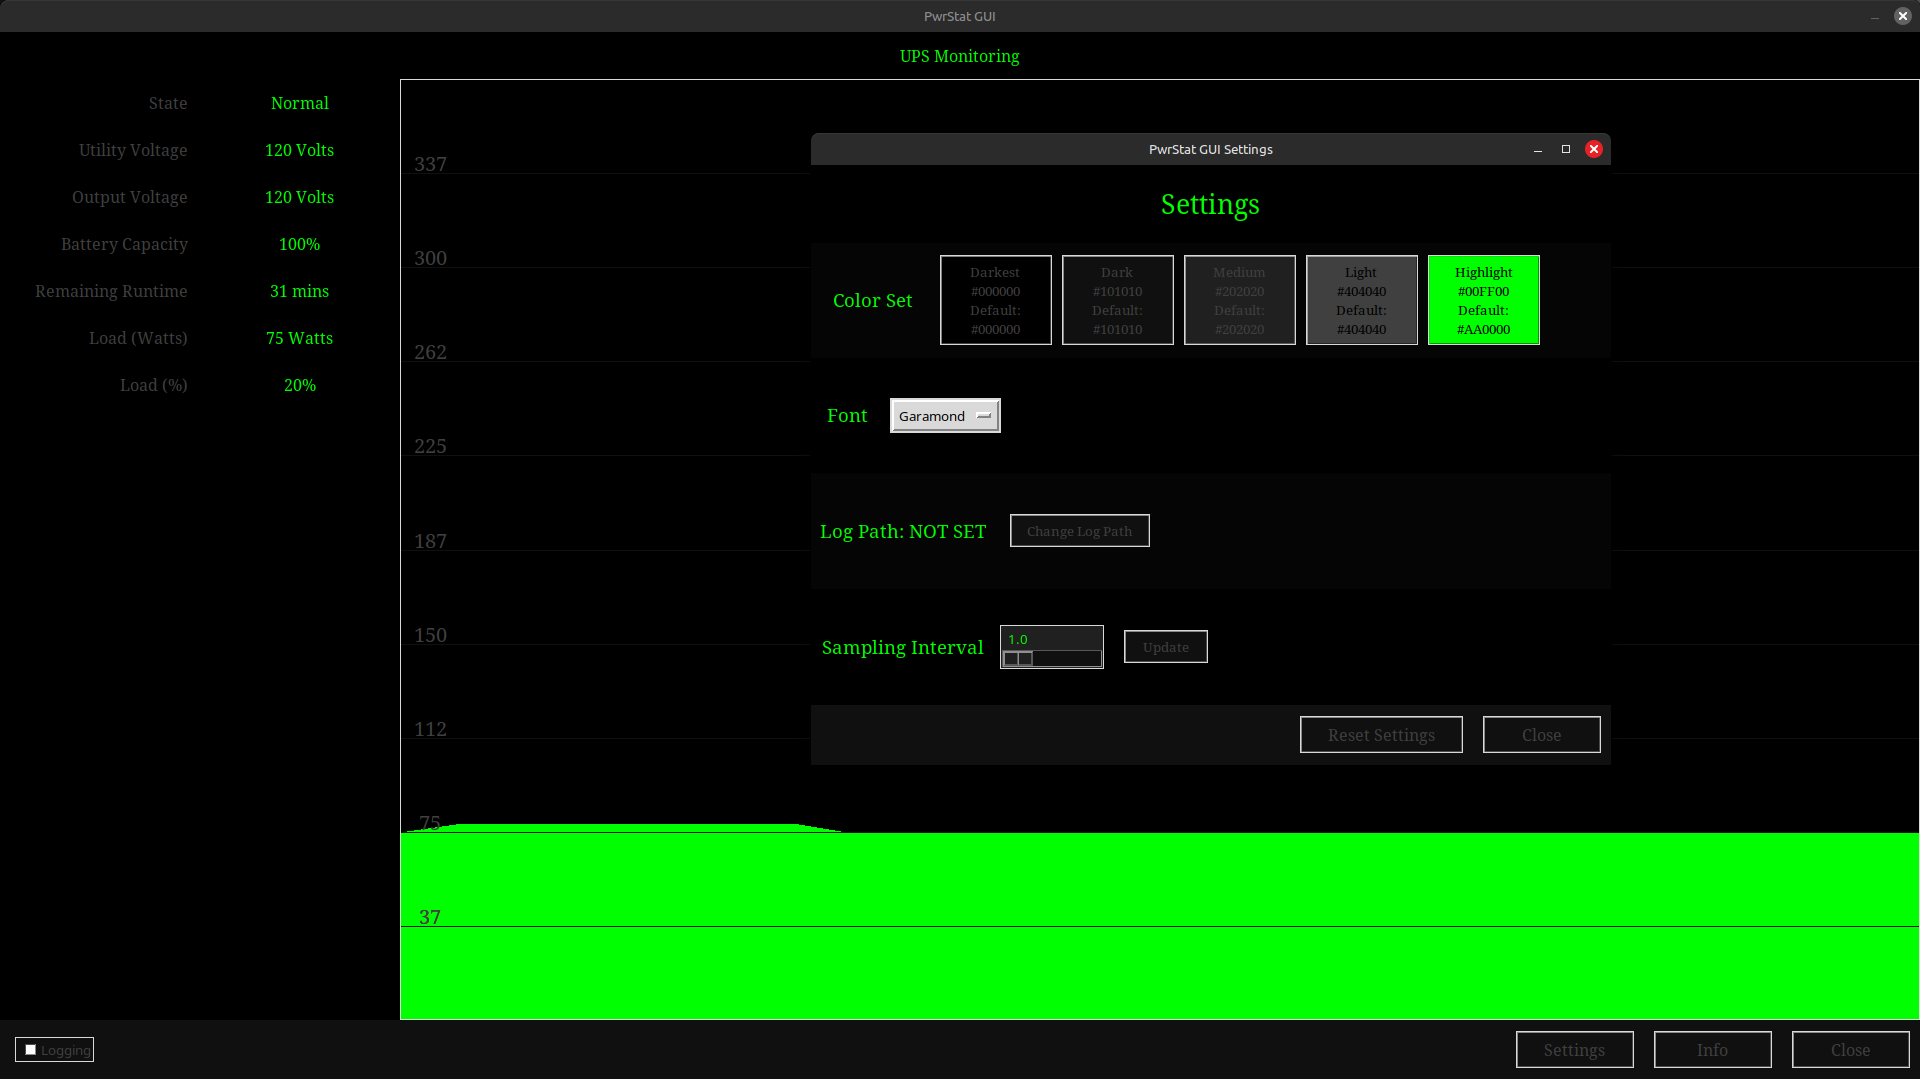 PwrStat GUI
UPS Monitoring
State Normal
Utility Voltage 120 Volts
Output Voltage 120 Volts
Battery Capacity 100%
Remaining Runtime 31 mins
Load (Watts) 75 Watts
Load (%) 20%
337
300
262
225
187
150
112
75
37
PwrStat GUI Settings
Settings
Color Set
Darkest
#000000
Default:
#000000
Dark
#101010
Default:
#101010
Medium
#202020
Default:
#202020
Light
#404040
Default:
#404040
Highlight
#00FF00
Default:
#AA0000
Font Garamond
Log Path: NOT SET Change Log Path
Sampling Interval 1.0 Update
Reset Settings Close
Logging Settings Info Close